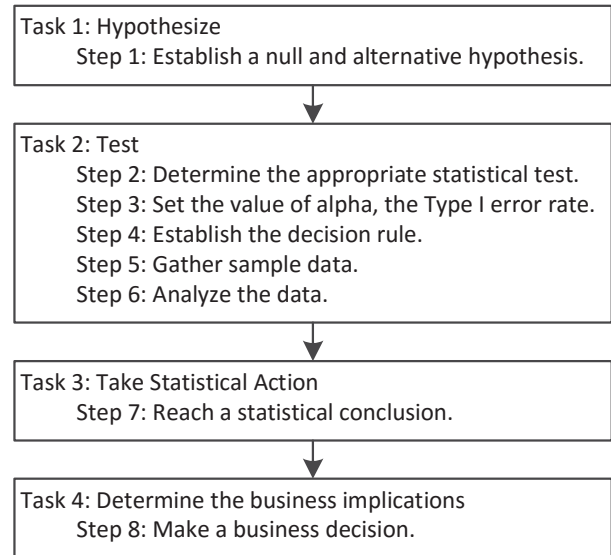 Task 1: Hypothesize
Step 1: Establish a null and alternative hypothesis.
Task 2: Test
Step 2: Determine the appropriate statistical test.
Step 3: Set the value of alpha, the Type I error rate.
Step 4: Establish the decision rule.
Step 5: Gather sample data.
Step 6: Analyze the data.
Task 3: Take Statistical Action
Step 7: Reach a statistical conclusion.
Task 4: Determine the business implications
Step 8: Make a business decision.